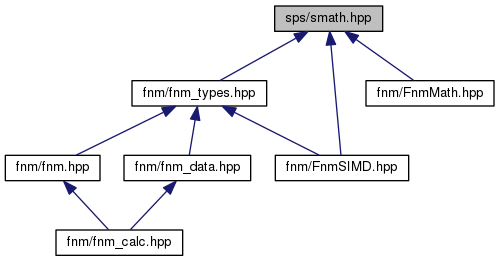 sps/smath.hpp
fnm/fnm_types.hpp
fnm/FnmMath.hpp
fnm/fnm.hpp
fnm/fnm_data.hpp
fnm/FnmSIMD.hpp
fnm/fnm_calc.hpp